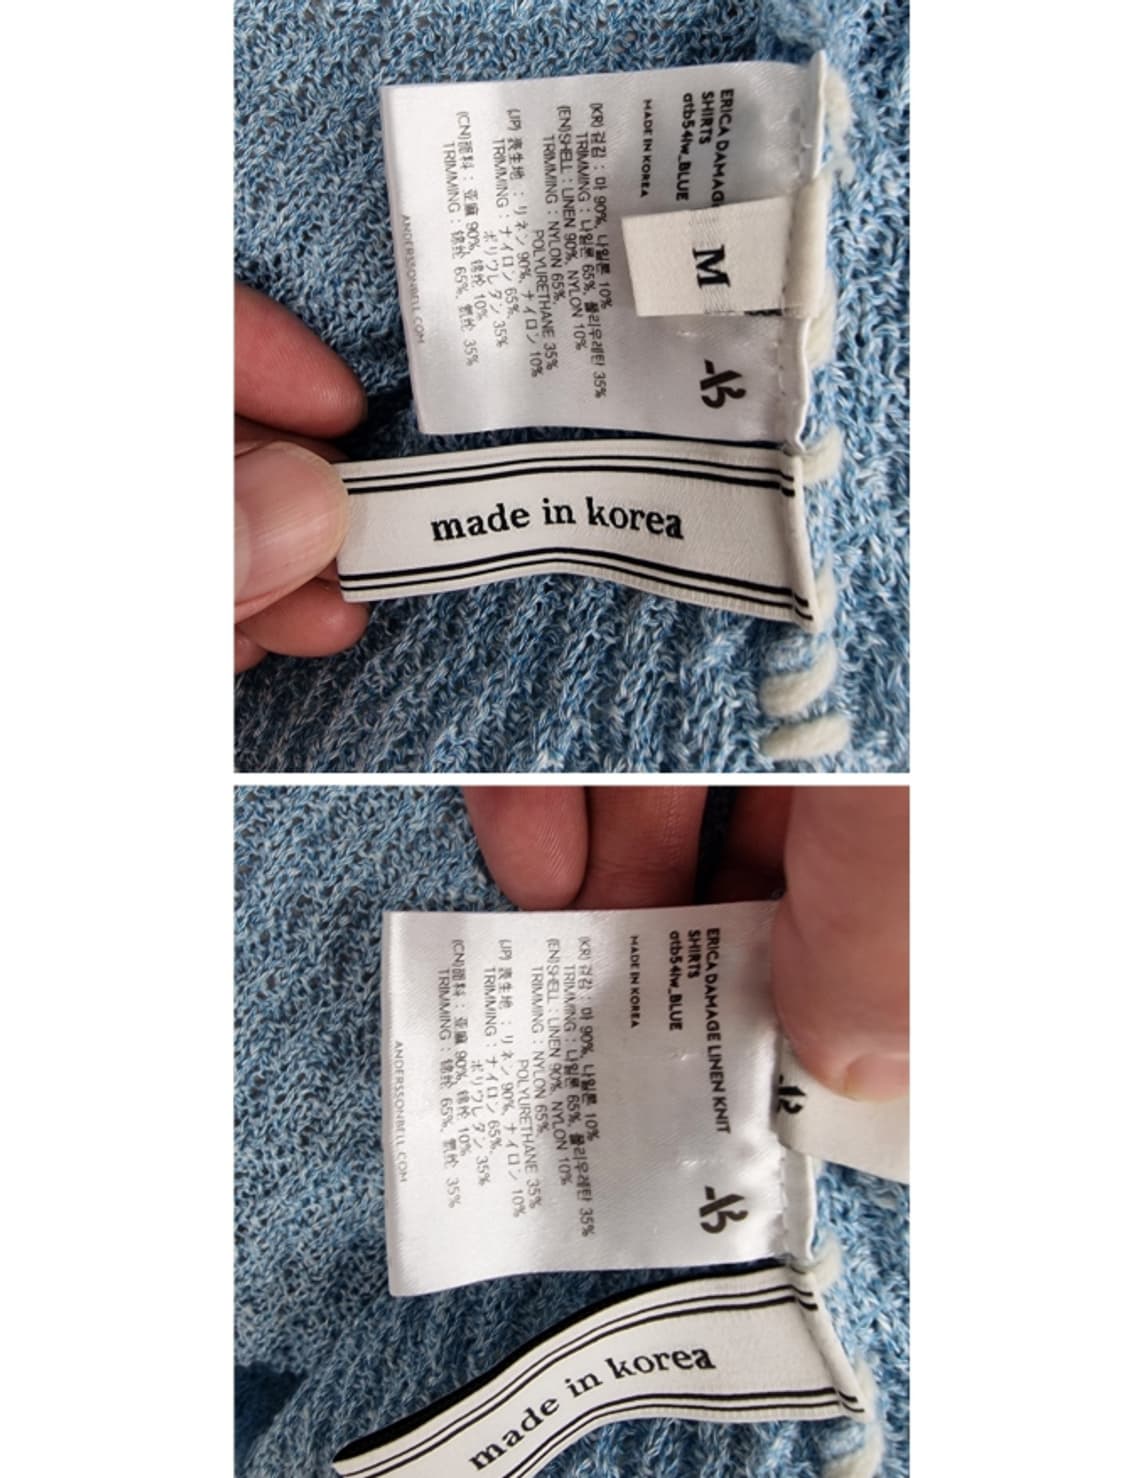 ERICA DAMAG
SHIRTS
atb541w_BLUE
MADE IN KOREA
M
(KR) 겉감 : 마 90%, 나일론 10%
TRIMMING : 나일론 65%, 폴리우레탄 35%
(EN)SHELL : LINEN 90%, NYLON 10%
TRIMMING : NYLON 65%,
POLYURETHANE 35%
(JP) 表生地 : リネン 90%, ナイロン 10%
TRIMMING : ナイロン 65%,
ポリウレタン 35%
(CN)面料 : 亚麻 90%, 锦纶 10%
TRIMMING : 锦纶 65%, 氨纶 35%
ANDERSSONBELL.COM
made in korea
ERICA DAMAGE LINEN KNIT
SHIRTS
atb541w_BLUE
MADE IN KOREA
(KR) 겉감 : 마 90%, 나일론 10%
TRIMMING : 나일론 65%, 폴리우레탄 35%
(EN)SHELL : LINEN 90%, NYLON 10%
TRIMMING : NYLON 65%,
POLYURETHANE 35%
(JP) 表生地 : リネン 90%, ナイロン 10%
TRIMMING : ナイロン 65%,
ポリウレタン 35%
(CN)面料 : 亚麻 90%, 锦纶 10%
TRIMMING : 锦纶 65%, 氨纶 35%
ANDERSSONBELL.COM
made in korea